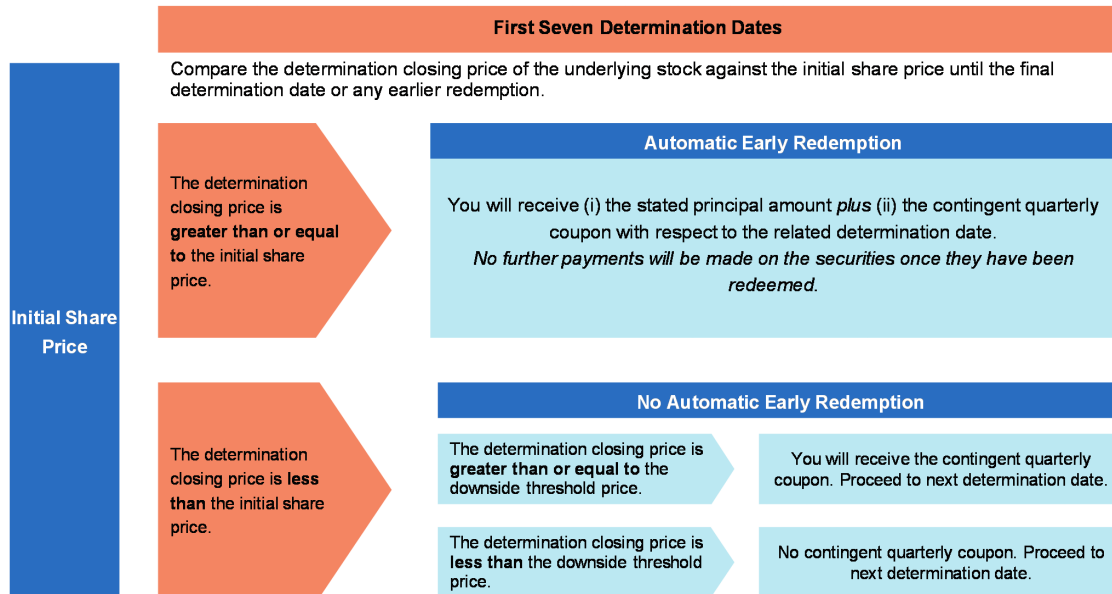 First Seven Determination Dates
Compare the determination closing price of the underlying stock against the initial share price until the final
determination date or any earlier redemption.
Initial Share
Price
The determination
closing price is
greater than or equal
to the initial share
price.
Automatic Early Redemption
You will receive (i) the stated principal amount plus (ii) the contingent quarterly
coupon with respect to the related determination date.
No further payments will be made on the securities once they have been
redeemed.
The determination
closing price is less
than the initial share
price.
No Automatic Early Redemption
The determination closing price is
greater than or equal to the
downside threshold price.
You will receive the contingent quarterly
coupon. Proceed to next determination date.
The determination closing price is
less than the downside threshold
price.
No contingent quarterly coupon. Proceed to
next determination date.